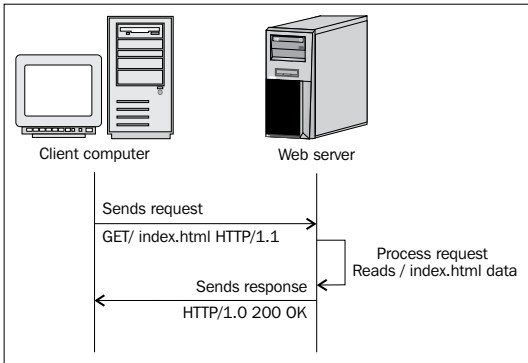 Client computer
Web server
Sends request
GET/ index.html HTTP/1.1
Process request
Reads / index.html data
Sends response
HTTP/1.0 200 OK